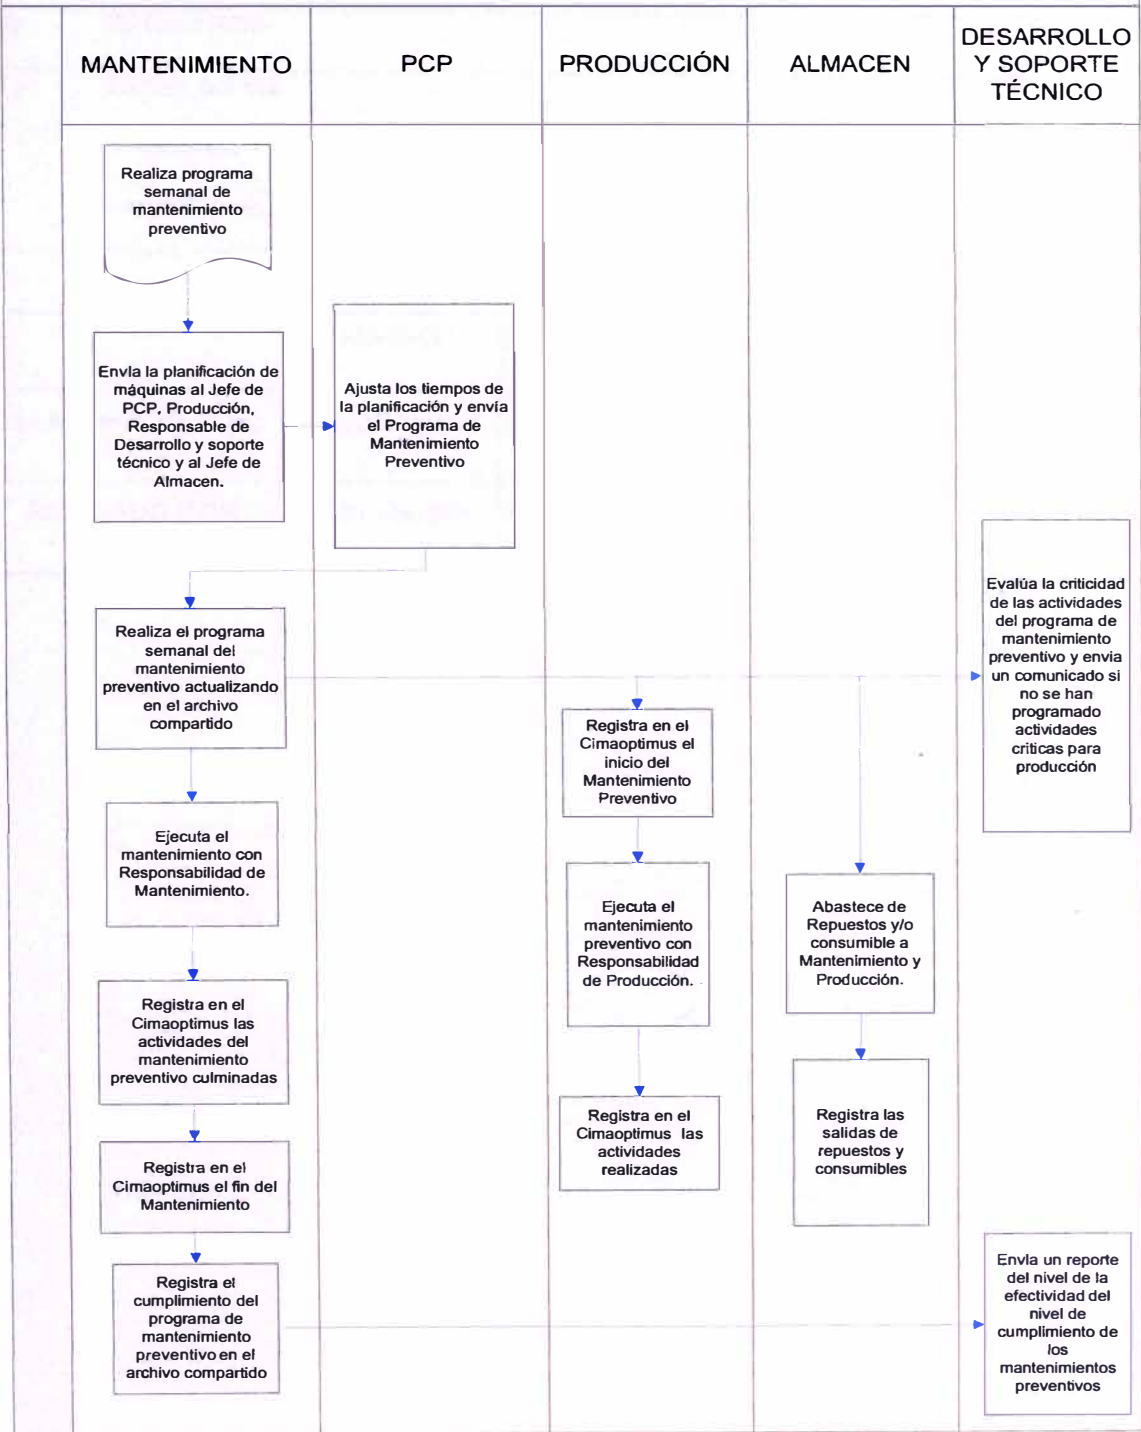 MANTENIMIENTO
PCP
PRODUCCIÓN
ALMACEN
DESARROLLO
Y SOPORTE
TÉCNICO
Realiza programa
semanal de
mantenimiento
preventivo
Envía la planificación de
máquinas al Jefe de
PCP, Producción,
Responsable de
Desarrollo y soporte
técnico y al Jefe de
Almacen.
Ajusta los tiempos de
la planificación y envía
el Programa de
Mantenimiento
Preventivo
Realiza el programa
semanal del
mantenimiento
preventivo actualizando
en el archivo
compartido
Evalúa la criticidad
de las actividades
del programa de
mantenimiento
preventivo y envia
un comunicado si
no se han
programado
actividades
criticas para
producción
Registra en el
Cimaoptimus el
inicio del
Mantenimiento
Preventivo
Ejecuta el
mantenimiento con
Responsabilidad de
Mantenimiento.
Ejecuta el
mantenimiento
preventivo con
Responsabilidad
de Producción.
Abastece de
Repuestos y/o
consumible a
Mantenimiento y
Producción.
Registra en el
Cimaoptimus las
actividades del
mantenimiento
preventivo culminadas
Registra en el
Cimaoptimus las
actividades
realizadas
Registra las
salidas de
repuestos y
consumibles
Registra en el
Cimaoptimus el fin del
Mantenimiento
Registra el
cumplimiento del
programa de
mantenimiento
preventivo en el
archivo compartido
Envía un reporte
del nivel de la
efectividad del
nivel de
cumplimiento de
los
mantenimientos
preventivos